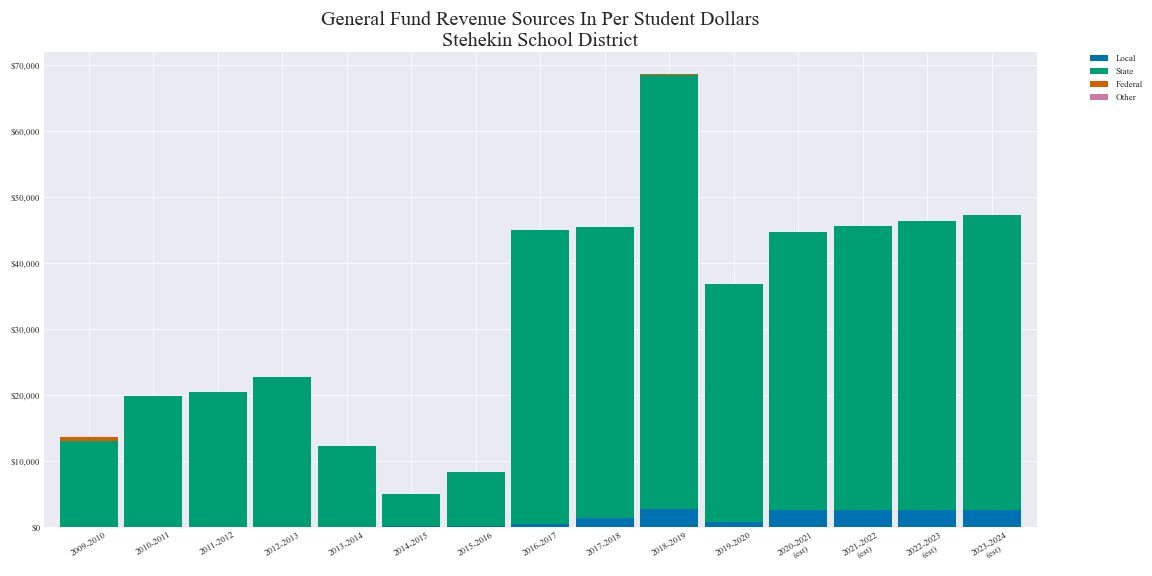 General Fund Revenue Sources In Per Student Dollars
Stehekin School District
Local
State
Federal
Other
$70,000
$60,000
$50,000
$40,000
$30,000
$20,000
$10,000
$0
2009-2010
2010-2011
2011-2012
2012-2013
2013-2014
2014-2015
2015-2016
2016-2017
2017-2018
2018-2019
2019-2020
2020-2021
(est)
2021-2022
(est)
2022-2023
(est)
2023-2024
(est)